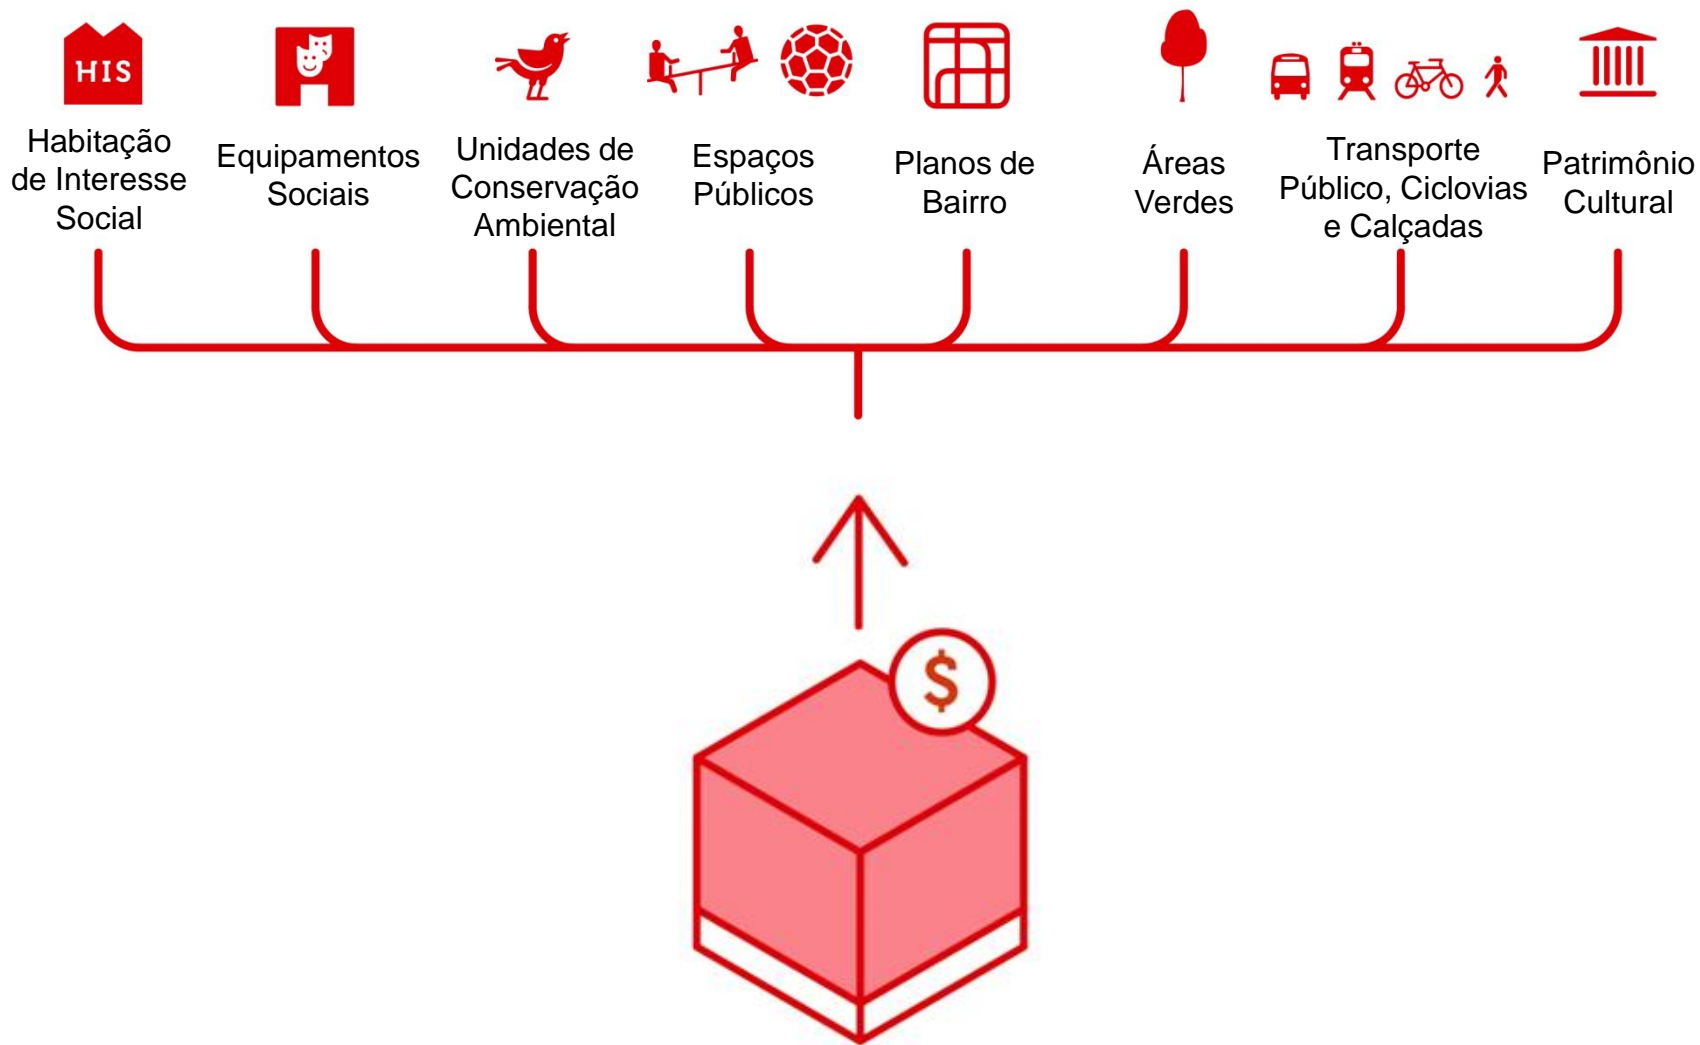 HIS
Habitação
de Interesse
Social
Equipamentos
Sociais
Unidades de
Conservação
Ambiental
Espaços
Públicos
Planos de
Bairro
Áreas
Verdes
Transporte
Público, Ciclovias
e Calçadas
Patrimônio
Cultural
$